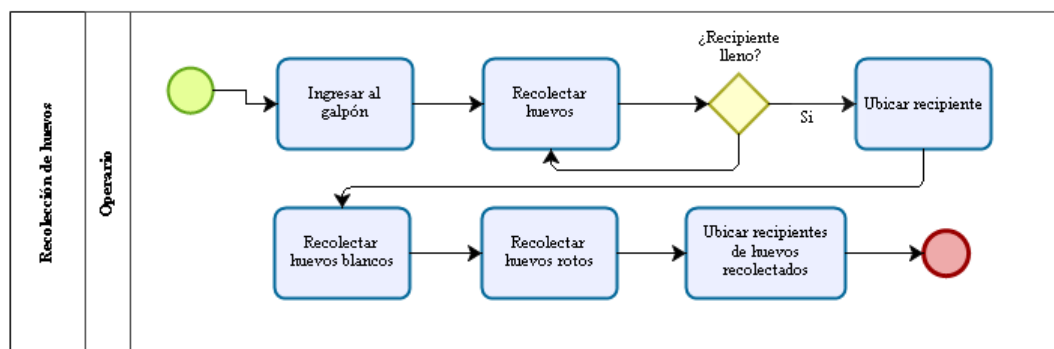 Recolección de huevos
Operario
Ingresar al
galpón
Recolectar
huevos
¿Recipiente
lleno?
Si
Ubicar recipiente
Recolectar
huevos blancos
Recolectar
huevos rotos
Ubicar recipientes
de huevos
recolectados